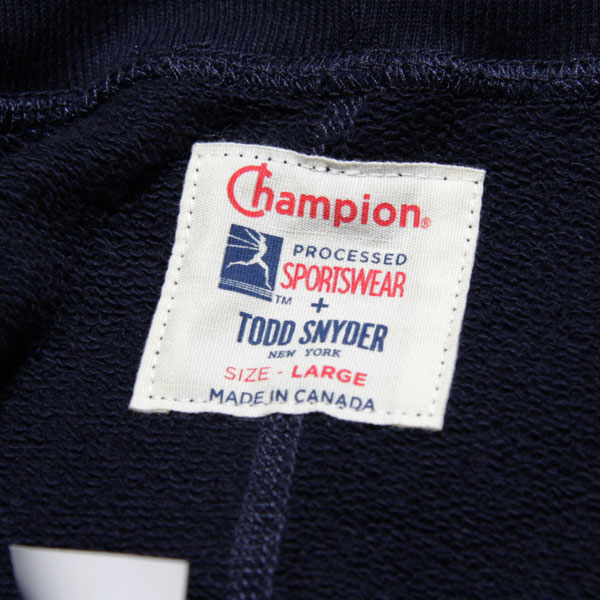 Champion®
PROCESSED
SPORTSWEAR
™ +
TODD SNYDER
NEW YORK
SIZE - LARGE
MADE IN CANADA